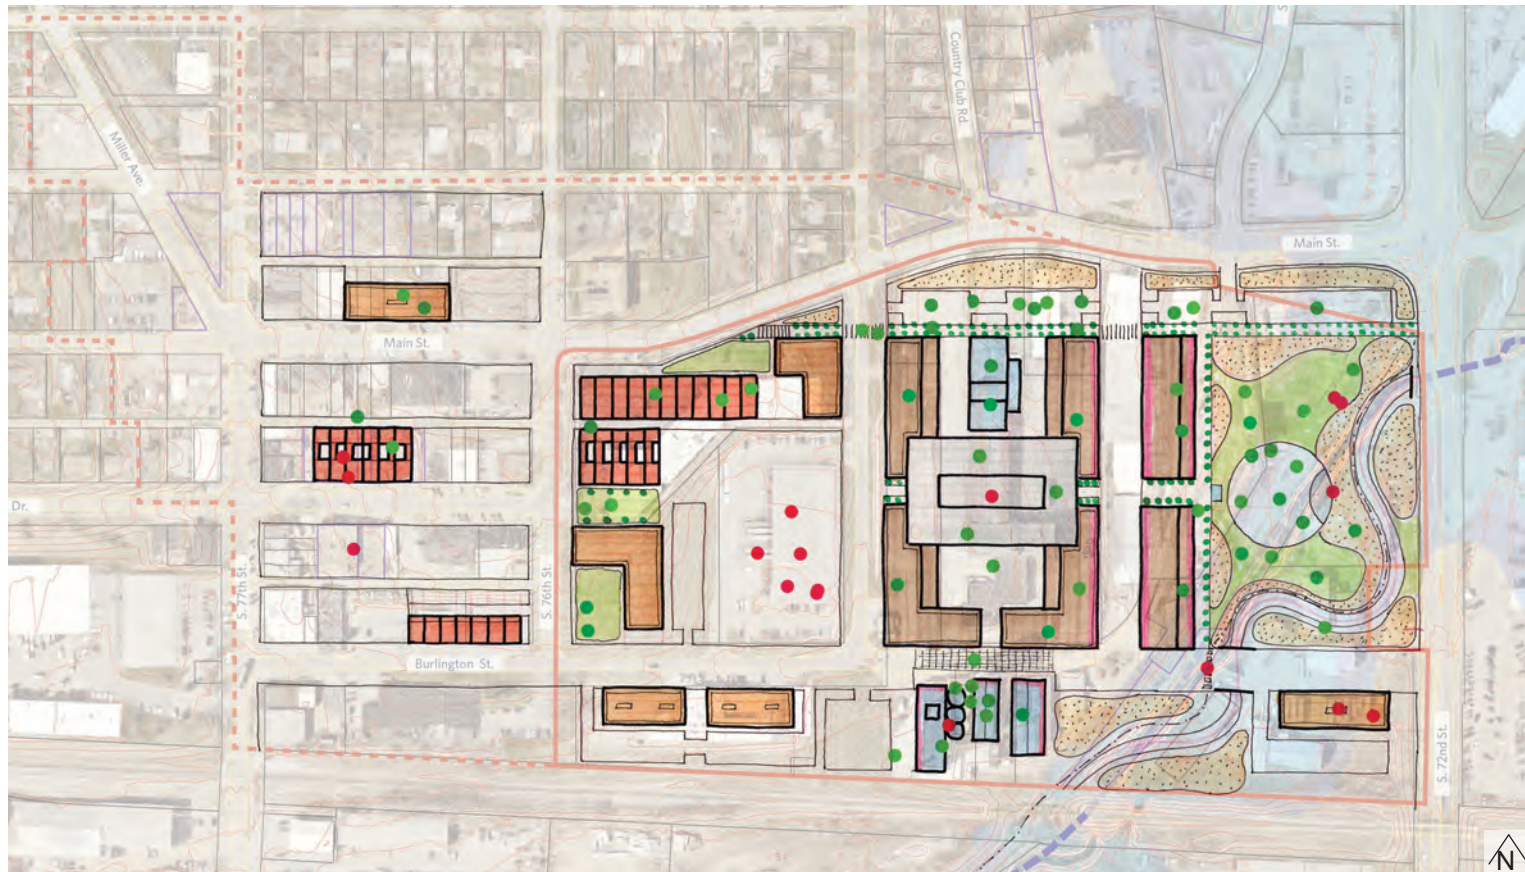 Country Club Rd.
Miller Ave.
Main St.
Main St.
Dr.
S. 77th St.
S. 76th St.
Burlington St.
S. 72nd St.
N